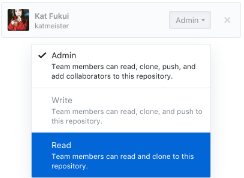 Kat Fukui
katmeister
Admin
Admin
Team members can read, clone, push, and
add collaborators to this repository.
Write
Team members can read, clone, and push to
this repository.
Read
Team members can read and clone to this
repository.